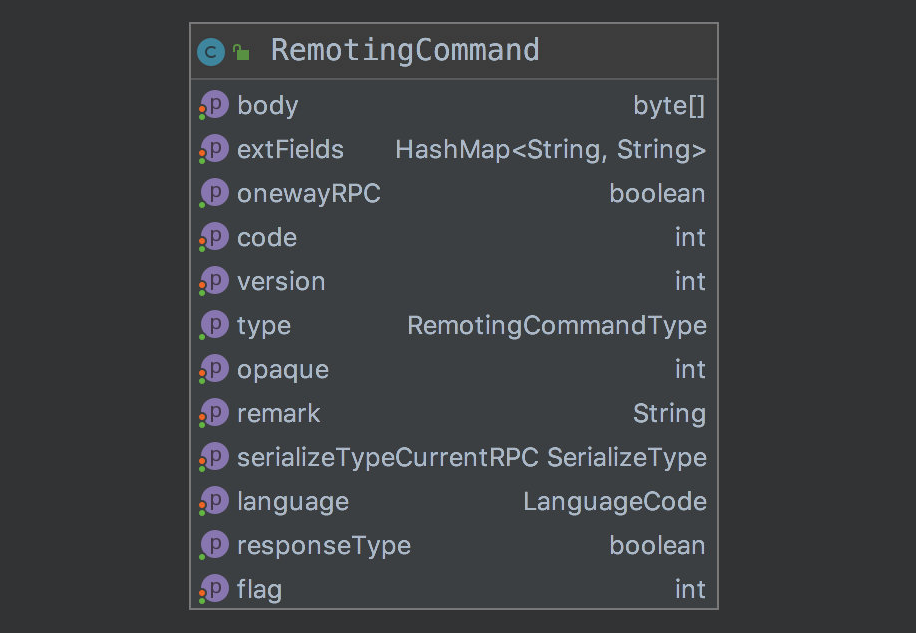 C RemotingCommand
p body byte[]
p extFields HashMap<String, String>
p onewayRPC boolean
p code int
p version int
p type RemotingCommandType
p opaque int
p remark String
p serializeTypeCurrentRPC SerializeType
p language LanguageCode
p responseType boolean
p flag int